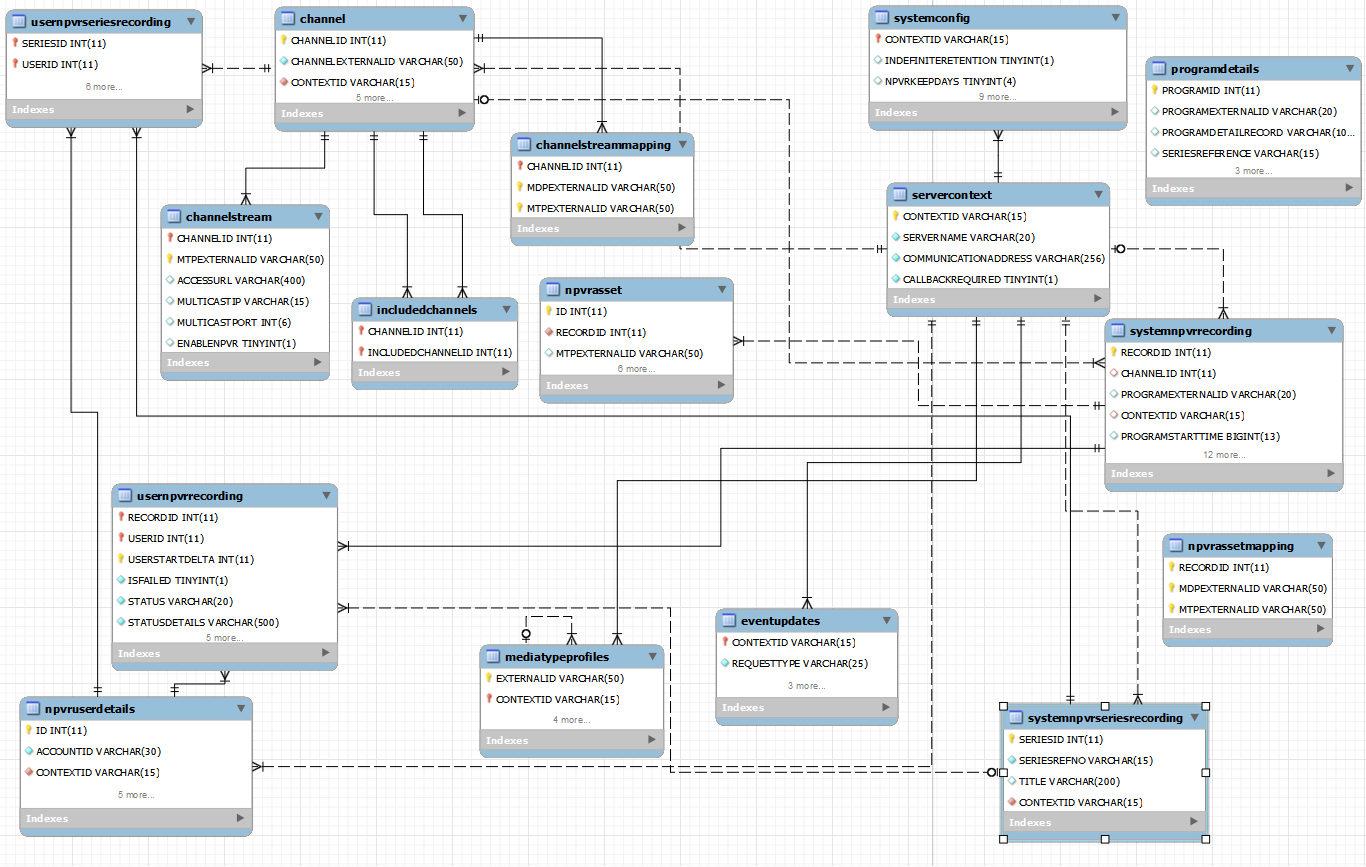 usernpvrseriesrecording
SERIESID INT(11)
USERID INT(11)
6 more...
Indexes
channel
CHANNELID INT(11)
CHANNELEXTERNALID VARCHAR(50)
CONTEXTID VARCHAR(15)
5 more...
Indexes
systemconfig
CONTEXTID VARCHAR(15)
INDEFINITERETENTION TINYINT(1)
NPVRKEEPDAYS TINYINT(4)
9 more...
Indexes
programdetails
PROGRAMID INT(11)
PROGRAMEXTERNALID VARCHAR(20)
PROGRAMDETAILRECORD VARCHAR(10...
SERIESREFERENCE VARCHAR(15)
3 more...
Indexes
channelstreammapping
CHANNELID INT(11)
MDPEXTERNALID VARCHAR(50)
MTPEXTERNALID VARCHAR(50)
Indexes
servercontext
CONTEXTID VARCHAR(15)
SERVERNAME VARCHAR(20)
COMMUNICATIONADDRESS VARCHAR(256)
CALLBACKREQUIRED TINYINT(1)
Indexes
channelstream
CHANNELID INT(11)
MTPEXTERNALID VARCHAR(50)
ACCESSURL VARCHAR(400)
MULTICASTIP VARCHAR(15)
MULTICASTPORT INT(6)
ENABLENPVR TINYINT(1)
Indexes
includedchannels
CHANNELID INT(11)
INCLUDEDCHANNELID INT(11)
Indexes
npvrasset
ID INT(11)
RECORDID INT(11)
MTPEXTERNALID VARCHAR(50)
6 more...
Indexes
systemnpvrrecording
RECORDID INT(11)
CHANNELID INT(11)
PROGRAMEXTERNALID VARCHAR(20)
CONTEXTID VARCHAR(15)
PROGRAMSTARTTIME BIGINT(13)
12 more...
Indexes
usernpvrrecording
RECORDID INT(11)
USERID INT(11)
USERSTARTDELTA INT(11)
ISFAILED TINYINT(1)
STATUS VARCHAR(20)
STATUSDETAILS VARCHAR(500)
5 more...
Indexes
npvrassetmapping
RECORDID INT(11)
MDPEXTERNALID VARCHAR(50)
MTPEXTERNALID VARCHAR(50)
Indexes
eventupdates
CONTEXTID VARCHAR(15)
REQUESTTYPE VARCHAR(25)
3 more...
Indexes
mediatypeprofiles
EXTERNALID VARCHAR(50)
CONTEXTID VARCHAR(15)
4 more...
Indexes
npvruserdetails
ID INT(11)
ACCOUNTID VARCHAR(30)
CONTEXTID VARCHAR(15)
5 more...
Indexes
systemnpvrseriesrecording
SERIESID INT(11)
SERIESREFNO VARCHAR(15)
TITLE VARCHAR(200)
CONTEXTID VARCHAR(15)
Indexes